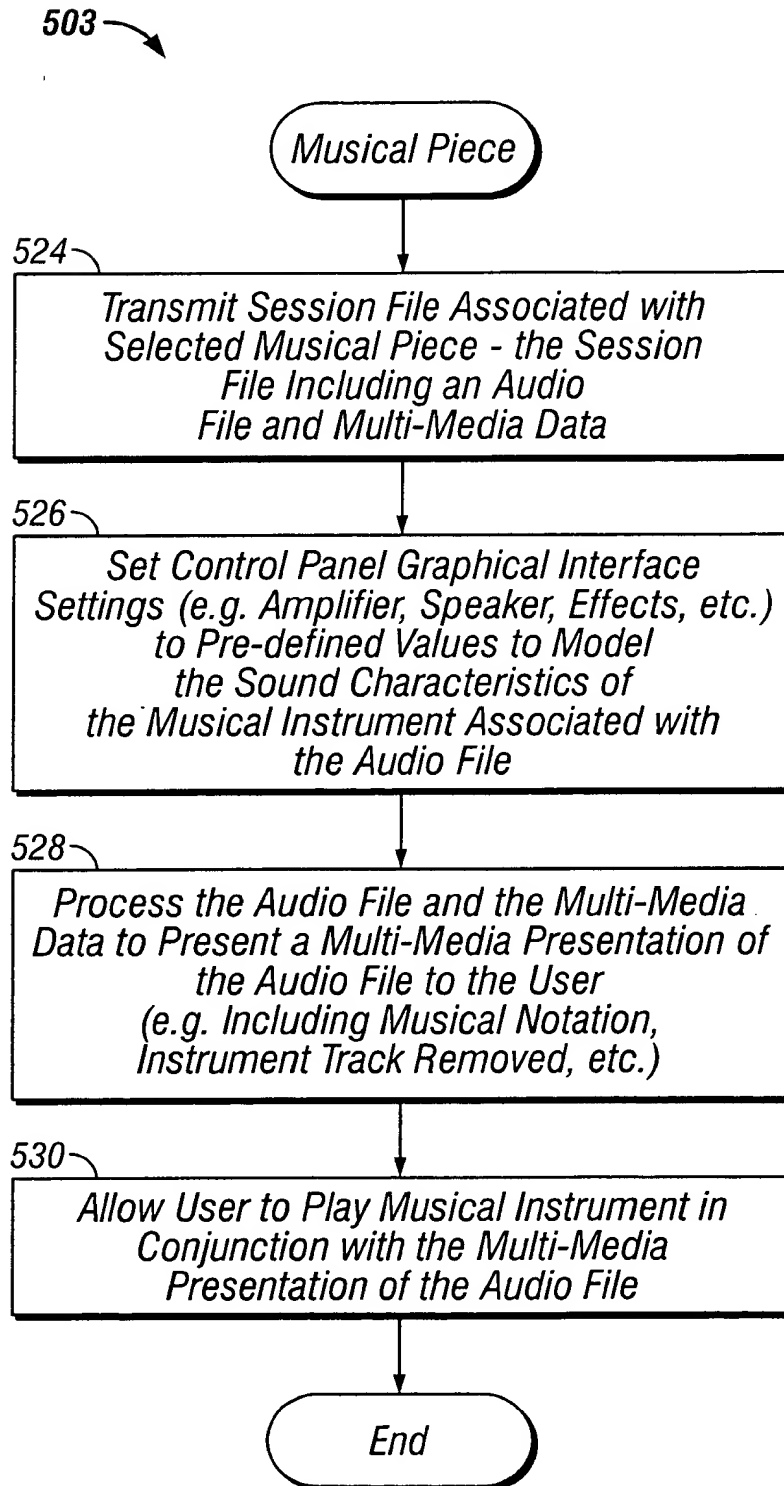 503
Musical Piece
524
Transmit Session File Associated with
Selected Musical Piece - the Session
File Including an Audio
File and Multi-Media Data
526
Set Control Panel Graphical Interface
Settings (e.g. Amplifier, Speaker, Effects, etc.)
to Pre-defined Values to Model
the Sound Characteristics of
the Musical Instrument Associated with
the Audio File
528
Process the Audio File and the Multi-Media
Data to Present a Multi-Media Presentation of
the Audio File to the User
(e.g. Including Musical Notation,
Instrument Track Removed, etc.)
530
Allow User to Play Musical Instrument in
Conjunction with the Multi-Media
Presentation of the Audio File
End